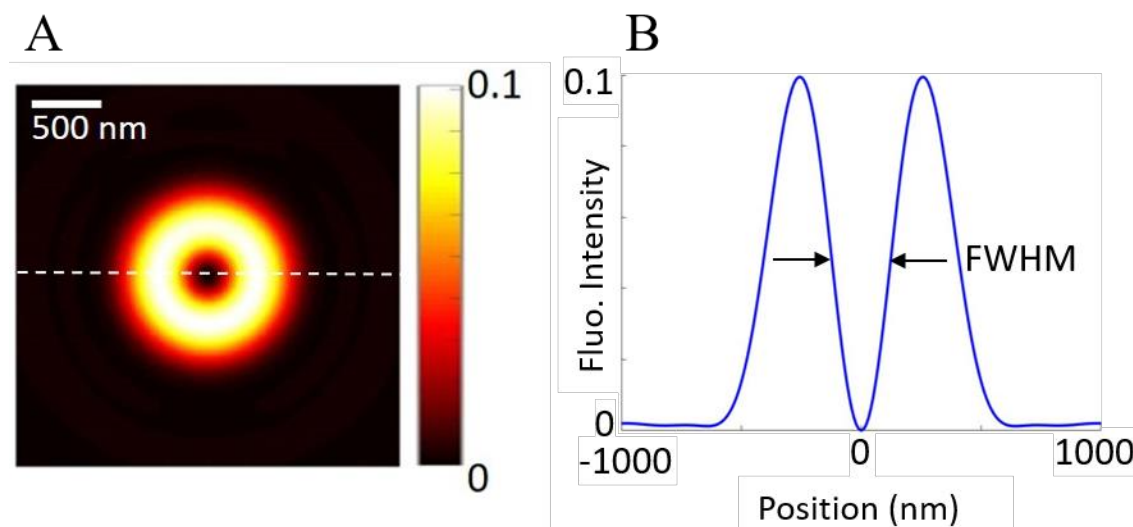 A
0.1
500 nm
0
B
0.1
Fluo. Intensity
FWHM
0
-1000
0
1000
Position (nm)